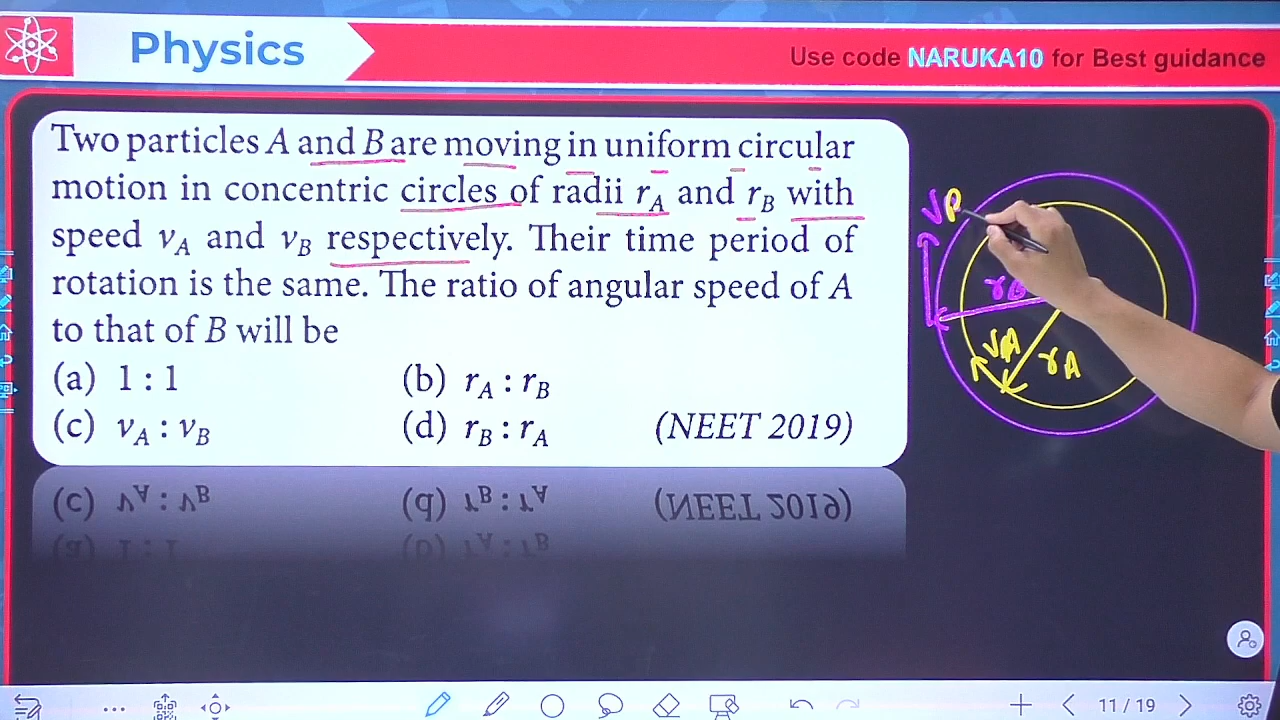 Physics
Use code NARUKA10 for Best guidance
Two particles A and B are moving in uniform circular
motion in concentric circles of radii r_A and r_B with
speed v_A and v_B respectively. Their time period of
rotation is the same. The ratio of angular speed of A
to that of B will be
(a) 1 : 1
(b) r_A : r_B
(c) v_A : v_B
(d) r_B : r_A
(NEET 2019)
r_B
V_A
r_A
11 / 19